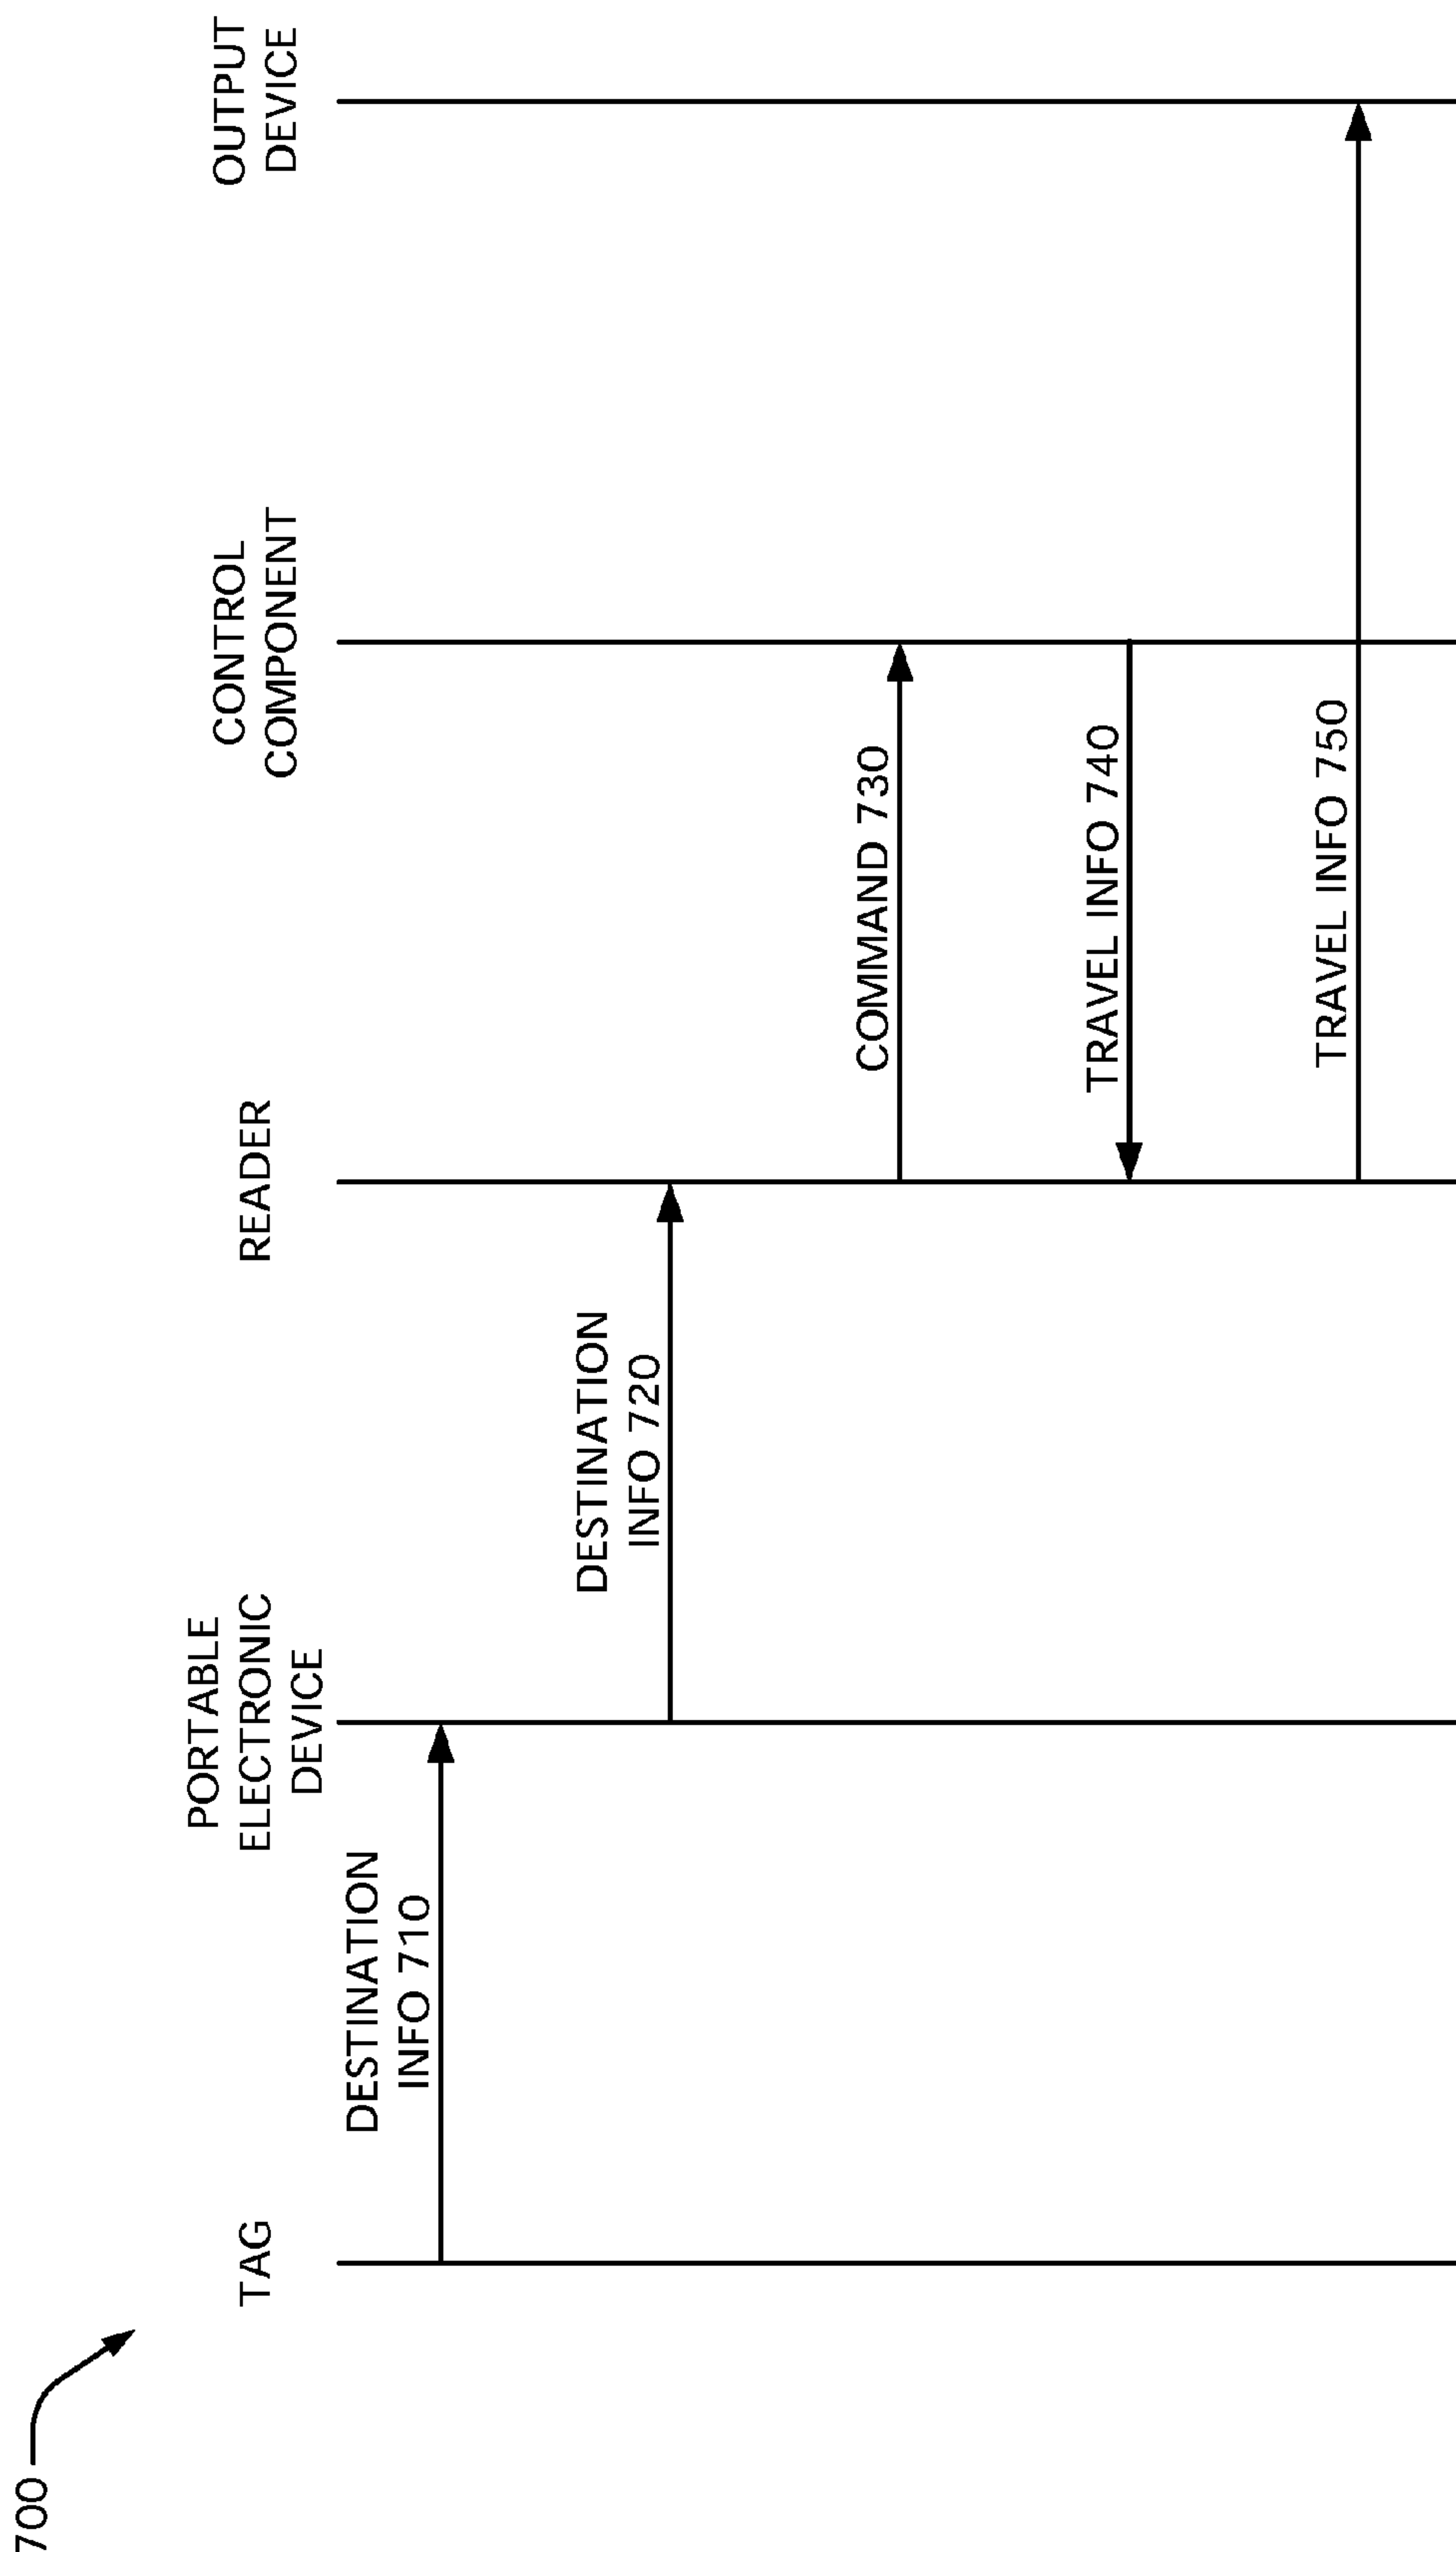 700
TAG
PORTABLE
ELECTRONIC
DEVICE
READER
CONTROL
COMPONENT
OUTPUT
DEVICE
DESTINATION
INFO 710
DESTINATION
INFO 720
COMMAND 730
TRAVEL INFO 740
TRAVEL INFO 750